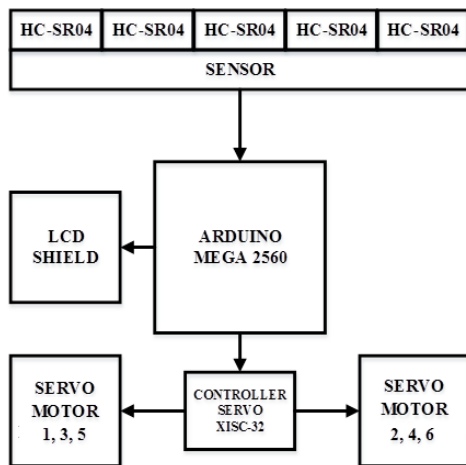 HC-SR04 HC-SR04 HC-SR04 HC-SR04 HC-SR04
SENSOR
ARDUINO
MEGA 2560
LCD
SHIELD
SERVO
MOTOR
1, 3, 5
CONTROLLER
SERVO
XISC-32
SERVO
MOTOR
2, 4, 6